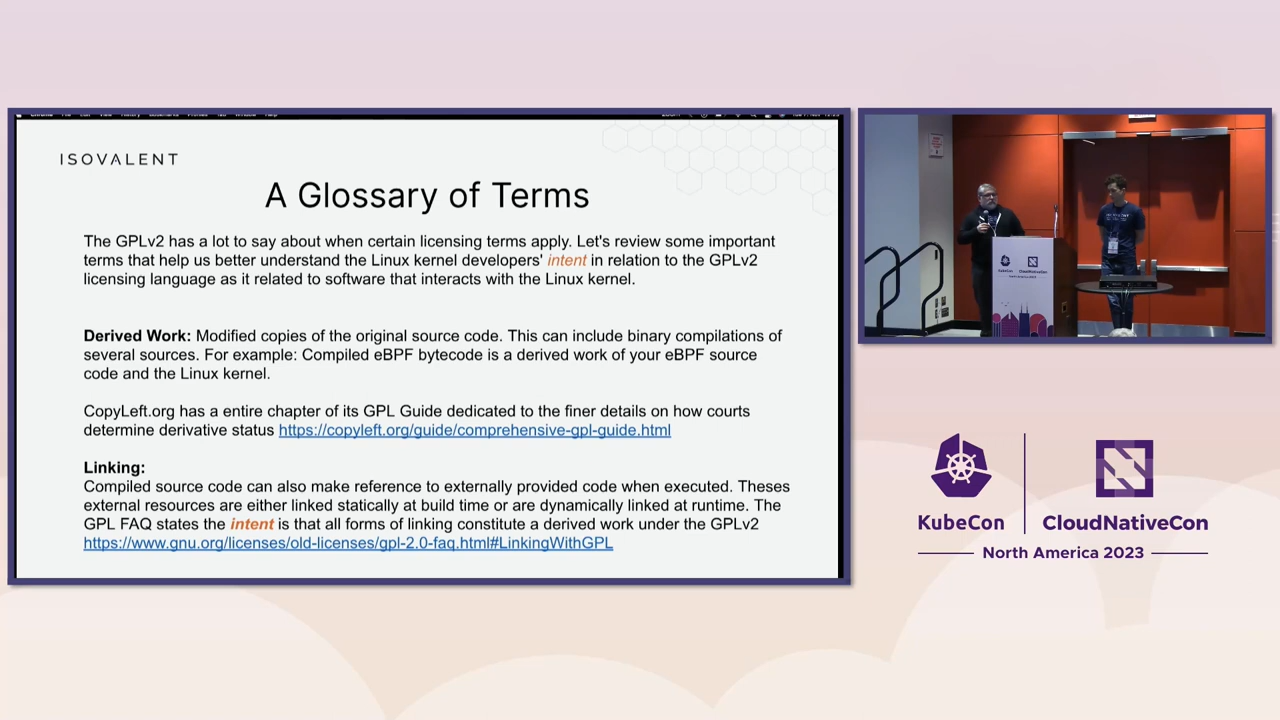 ISOVALENT
A Glossary of Terms
The GPLv2 has a lot to say about when certain licensing terms apply. Let's review some important
terms that help us better understand the Linux kernel developers' intent in relation to the GPLv2
licensing language as it related to software that interacts with the Linux kernel.
Derived Work: Modified copies of the original source code. This can include binary compilations of
several sources. For example: Compiled eBPF bytecode is a derived work of your eBPF source
code and the Linux kernel.
CopyLeft.org has a entire chapter of its GPL Guide dedicated to the finer details on how courts
determine derivative status https://copyleft.org/guide/comprehensive-gpl-guide.html
Linking:
Compiled source code can also make reference to externally provided code when executed. Theses
external resources are either linked statically at build time or are dynamically linked at runtime. The
GPL FAQ states the intent is that all forms of linking constitute a derived work under the GPLv2
https://www.gnu.org/licenses/old-licenses/gpl-2.0-faq.html#LinkingWithGPL
KubeCon CloudNativeCon
KubeCon
CloudNativeCon
North America 2023